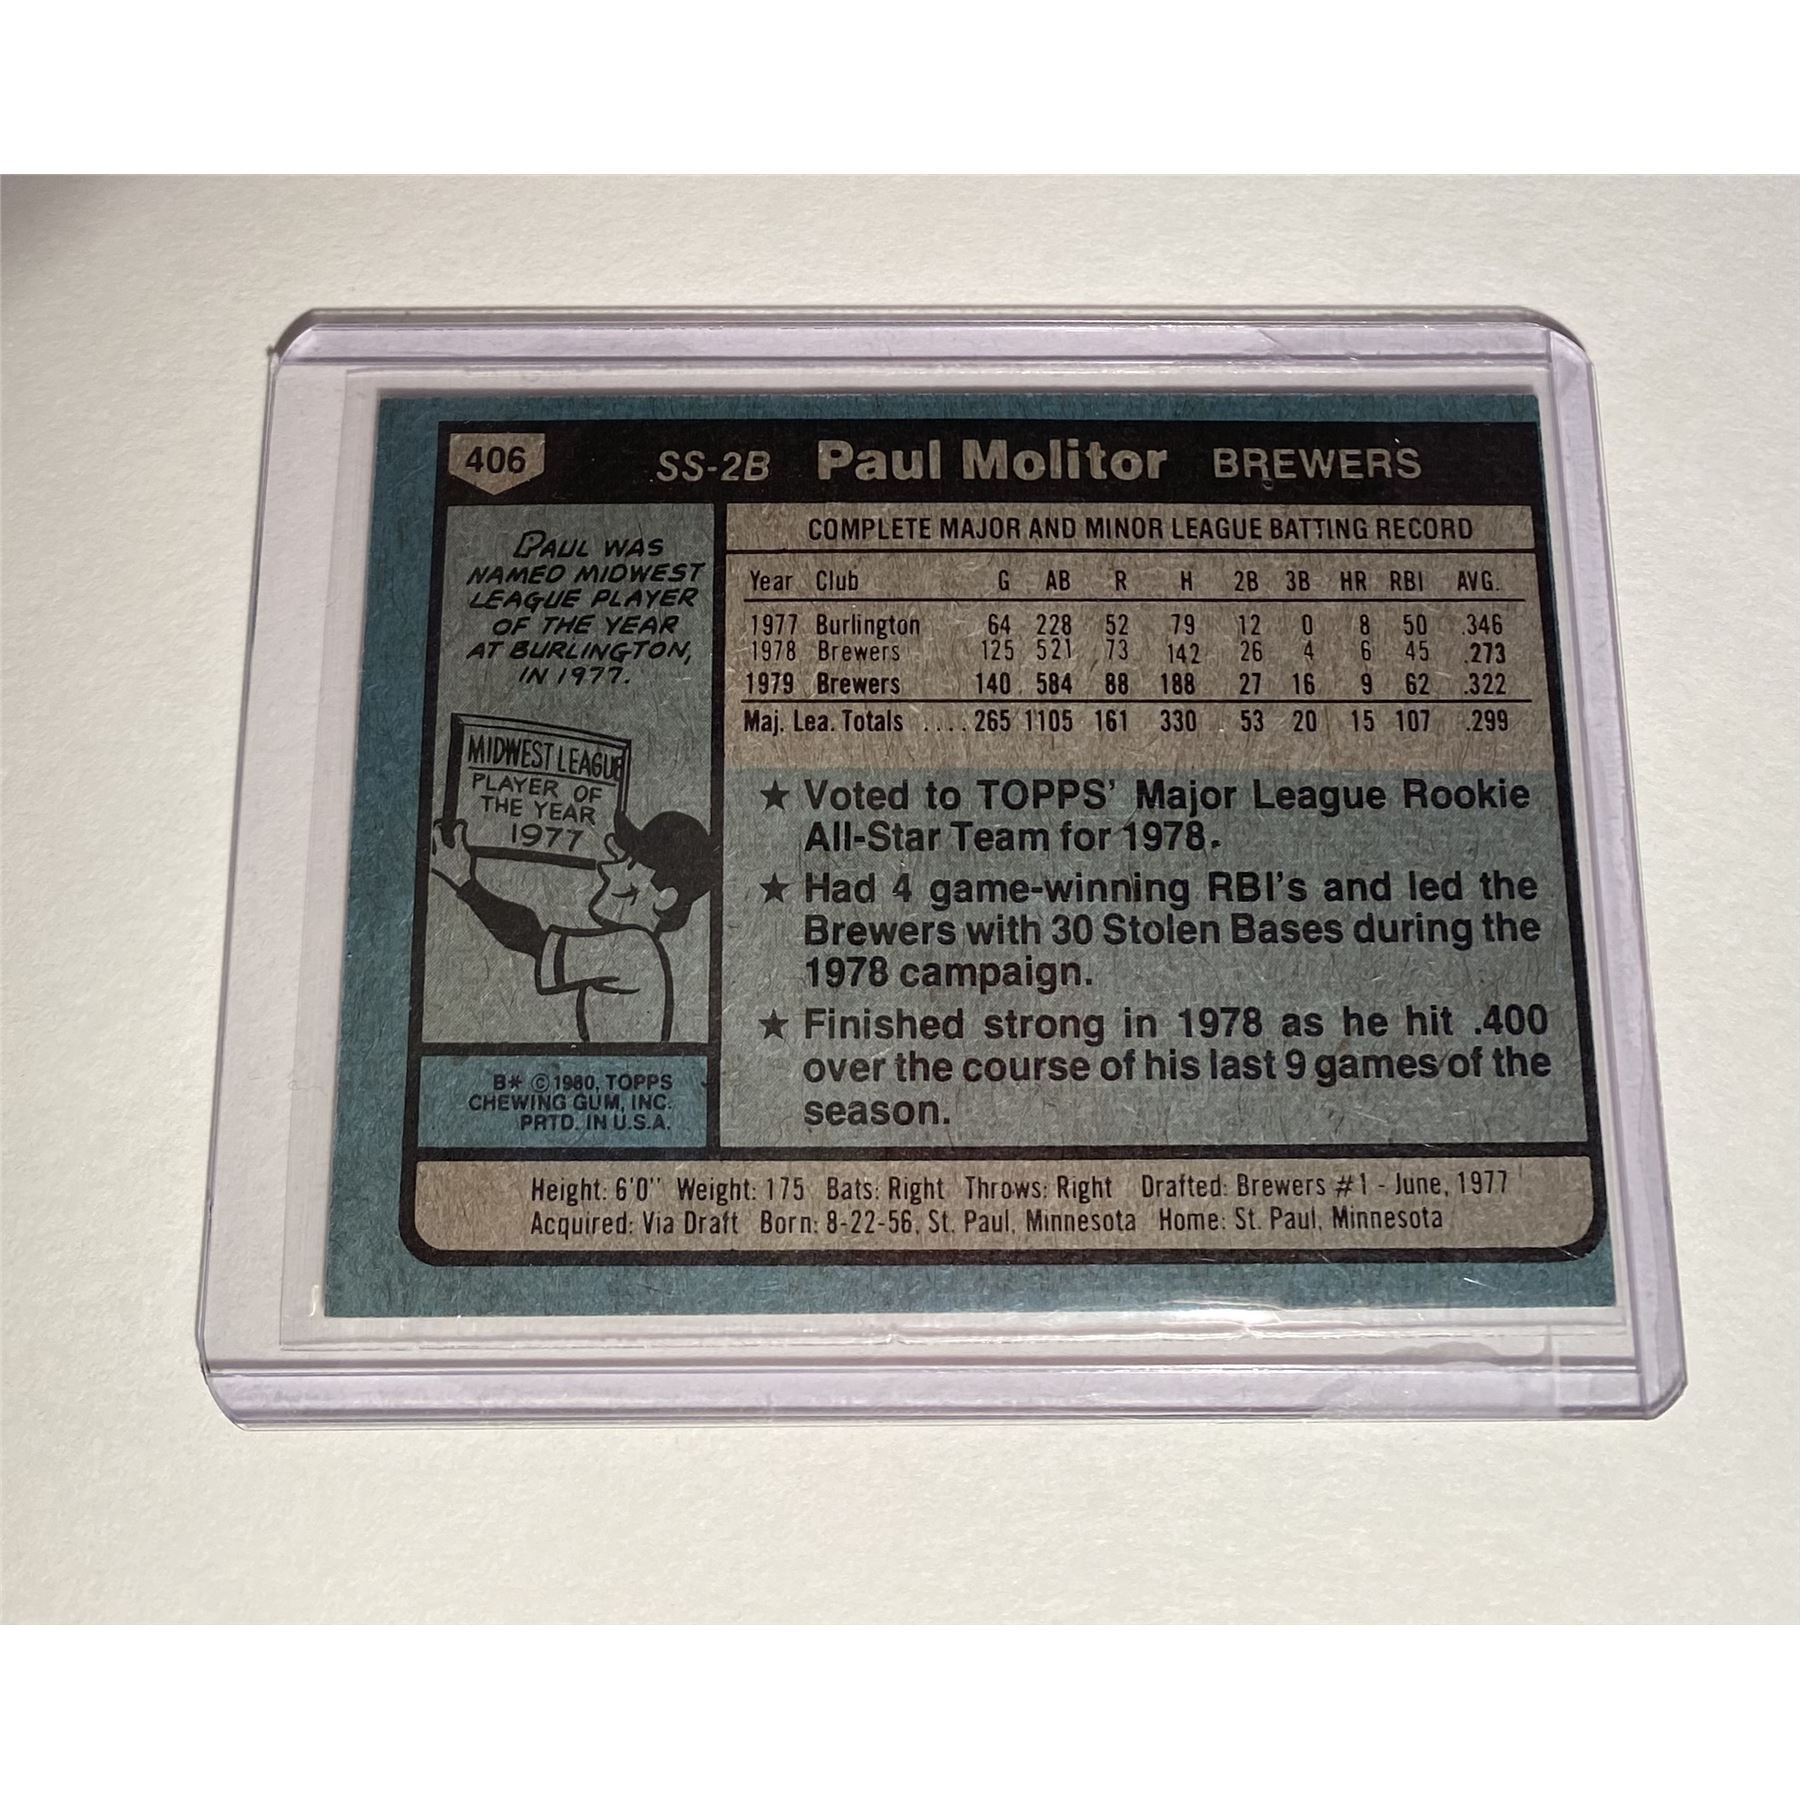 406 SS-2B Paul Molitor BREWERS
PAUL WAS
NAMED MIDWEST
LEAGUE PLAYER
OF THE YEAR
AT BURLINGTON,
IN 1977.
MIDWEST LEAGUE
PLAYER OF
THE YEAR
1977
B* © 1980, TOPPS
CHEWING GUM, INC.
PRTD. IN U.S.A.
COMPLETE MAJOR AND MINOR LEAGUE BATTING RECORD
Year Club G AB R H 2B 3B HR RBI AVG.
1977 Burlington 64 228 52 79 12 0 8 50 .346
1978 Brewers 125 521 73 142 26 4 6 45 .273
1979 Brewers 140 584 88 188 27 16 9 62 .322
Maj. Lea. Totals .... 265 1105 161 330 53 20 15 107 .299
★ Voted to TOPPS' Major League Rookie
All-Star Team for 1978.
★ Had 4 game-winning RBI's and led the
Brewers with 30 Stolen Bases during the
1978 campaign.
★ Finished strong in 1978 as he hit .400
over the course of his last 9 games of the
season.
Height: 6'0" Weight: 175 Bats: Right Throws: Right Drafted: Brewers #1 - June, 1977
Acquired: Via Draft Born: 8-22-56, St. Paul, Minnesota Home: St. Paul, Minnesota